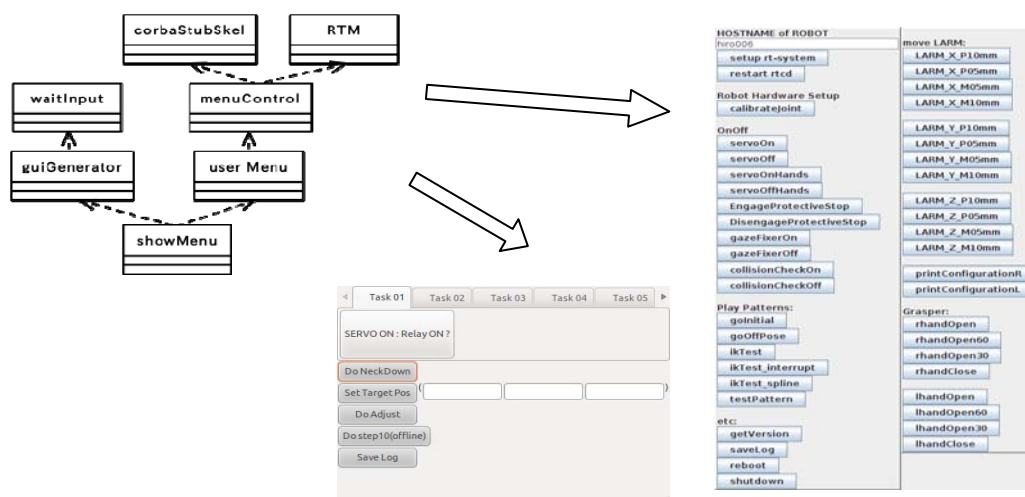 corbaStubSkel
RTM
waitInput
menuControl
guiGenerator
user Menu
showMenu
Task 01 Task 02 Task 03 Task 04 Task 05
SERVO ON : Relay ON ?
Do NeckDown
Set Target Pos ( )
Do Adjust
Do step10(offline)
Save Log
HOSTNAME of ROBOT
hiro006
setup rt-system
restart rtcd
Robot Hardware Setup
calibrateJoint
OnOff
servoOn
servoOff
servoOnHands
servoOffHands
EngageProtectiveStop
DisengageProtectiveStop
gazeFixerOn
gazeFixerOff
collisionCheckOn
collisionCheckOff
Play Patterns:
goInitial
goOffPose
ikTest
ikTest_interrupt
ikTest_spline
testPattern
etc:
getVersion
saveLog
reboot
shutdown
move LARM:
LARM_X_P10mm
LARM_X_P05mm
LARM_X_M05mm
LARM_X_M10mm
LARM_Y_P10mm
LARM_Y_P05mm
LARM_Y_M05mm
LARM_Y_M10mm
LARM_Z_P10mm
LARM_Z_P05mm
LARM_Z_M05mm
LARM_Z_M10mm
printConfigurationR
printConfigurationL
Grasper:
rhandOpen
rhandOpen60
rhandOpen30
rhandClose
lhandOpen
lhandOpen60
lhandOpen30
lhandClose